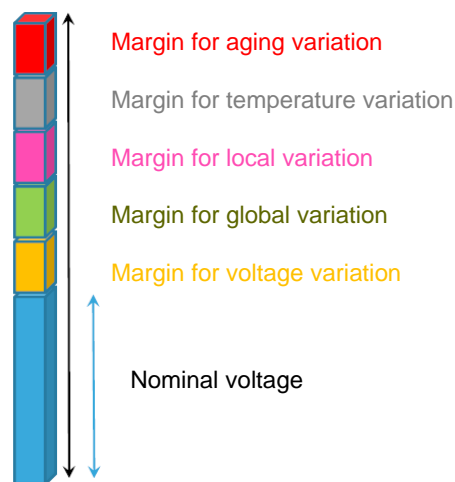 Margin for aging variation
Margin for temperature variation
Margin for local variation
Margin for global variation
Margin for voltage variation
Nominal voltage